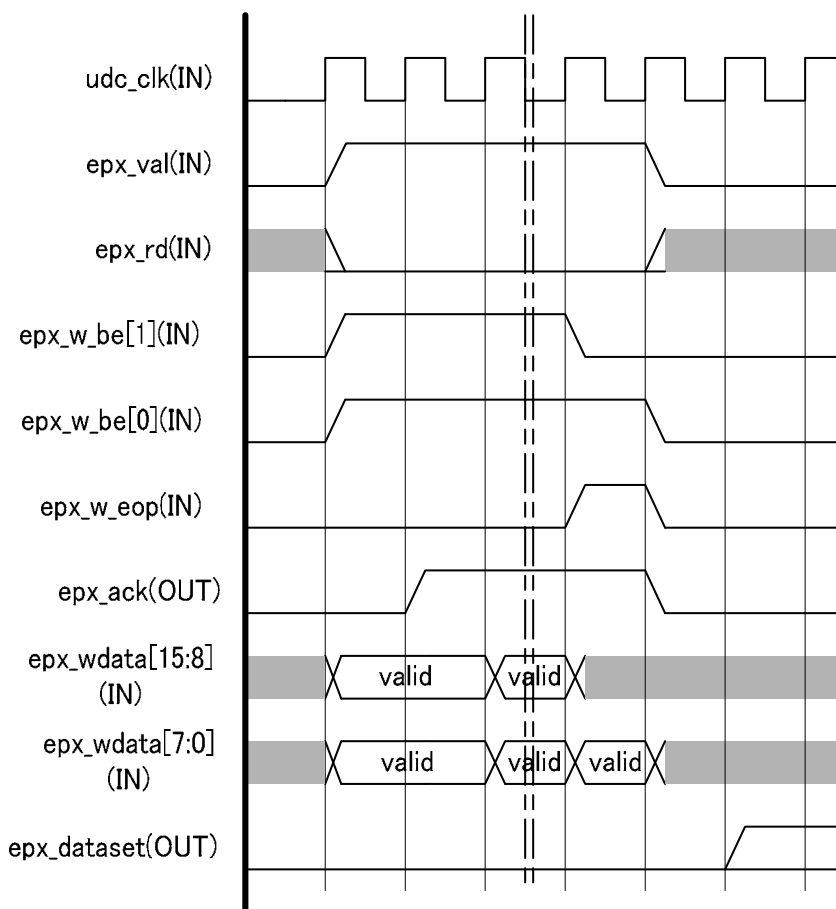 udc_clk(IN)
epx_val(IN)
epx_rd(IN)
epx_w_be[1](IN)
epx_w_be[0](IN)
epx_w_eop(IN)
epx_ack(OUT)
epx_wdata[15:8]
(IN)
valid valid
epx_wdata[7:0]
(IN)
valid valid valid
epx_dataset(OUT)